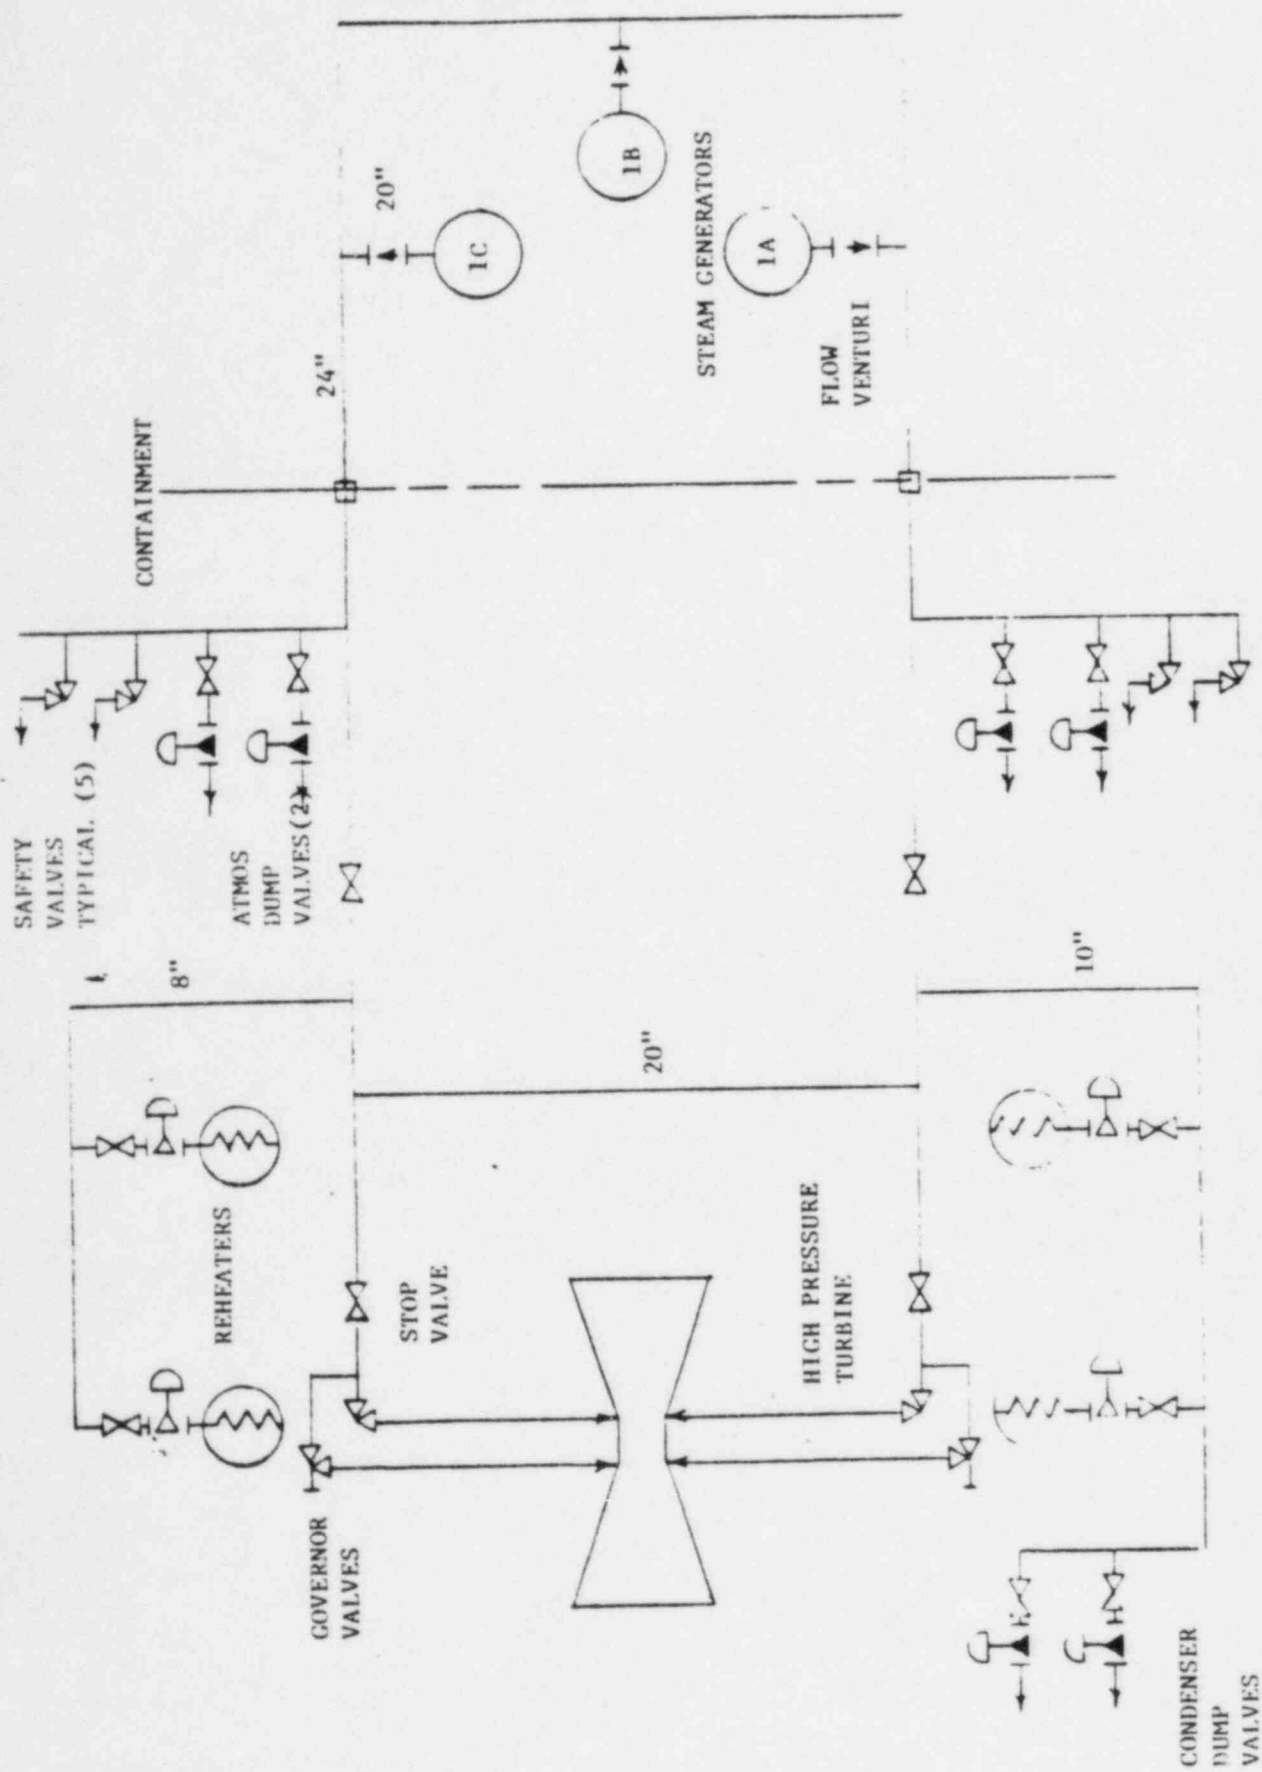 SAFETY
VALVES
TYPICAL (5)
ATMOS
DUMP
VALVES(2)
CONTAINMENT
24"
20"
1C
1B
1A
STEAM GENERATORS
FLOW
VENTURI
8"
REHEATERS
20"
10"
STOP
VALVE
GOVERNOR
VALVES
HIGH PRESSURE
TURBINE
CONDENSER
DUMP
VALVES